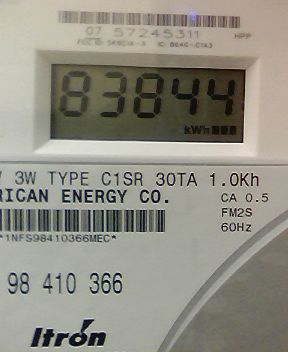 07 57245311 HPP
83844
kWh
3W TYPE C1SR 30TA 1.0Kh
RICAN ENERGY CO. CA 0.5
FM2S
*1NFS98410366MEC* 60Hz
98 410 366
Itron